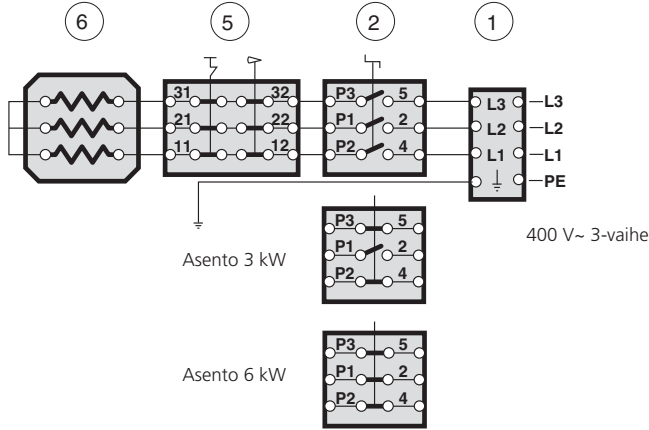 6 5 2 1
31 32 P3 5 L3 L3
21 22 P1 2 L2 L2
11 12 P2 4 L1 L1
PE
400 V~ 3-vaihe
Asento 3 kW
P3 5
P1 2
P2 4
Asento 6 kW
P3 5
P1 2
P2 4